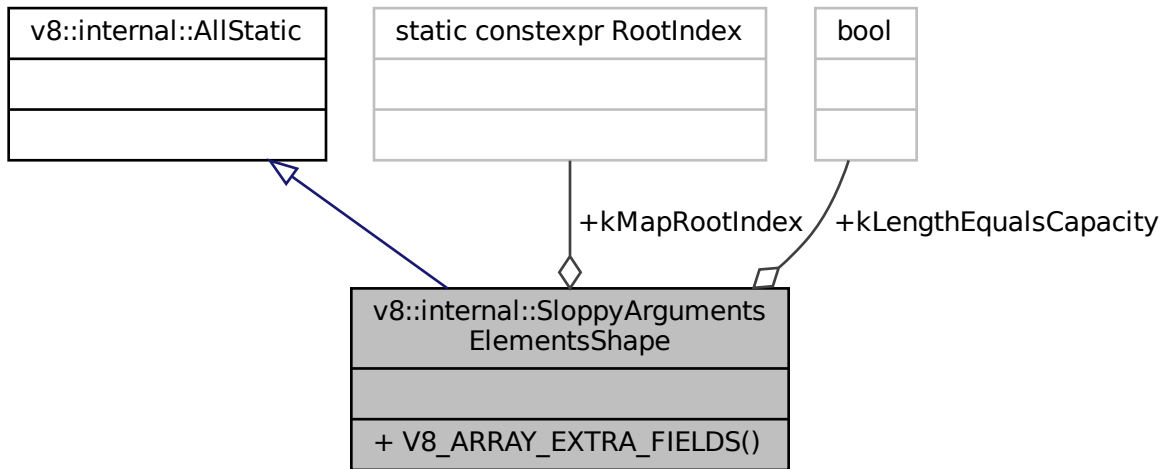 v8::internal::AllStatic
static constexpr RootIndex
bool
+kMapRootIndex
+kLengthEqualsCapacity
v8::internal::SloppyArguments
ElementsShape
+ V8_ARRAY_EXTRA_FIELDS()